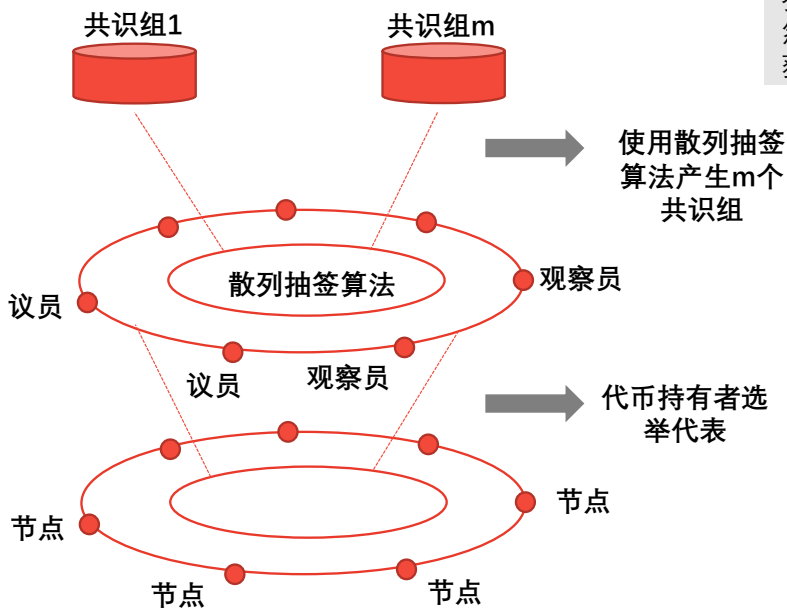 共识组1
共识组m
使用散列抽签
算法产生m个
共识组
散列抽签算法
观察员
议员
议员
观察员
代币持有者选
举代表
节点
节点
节点
节点